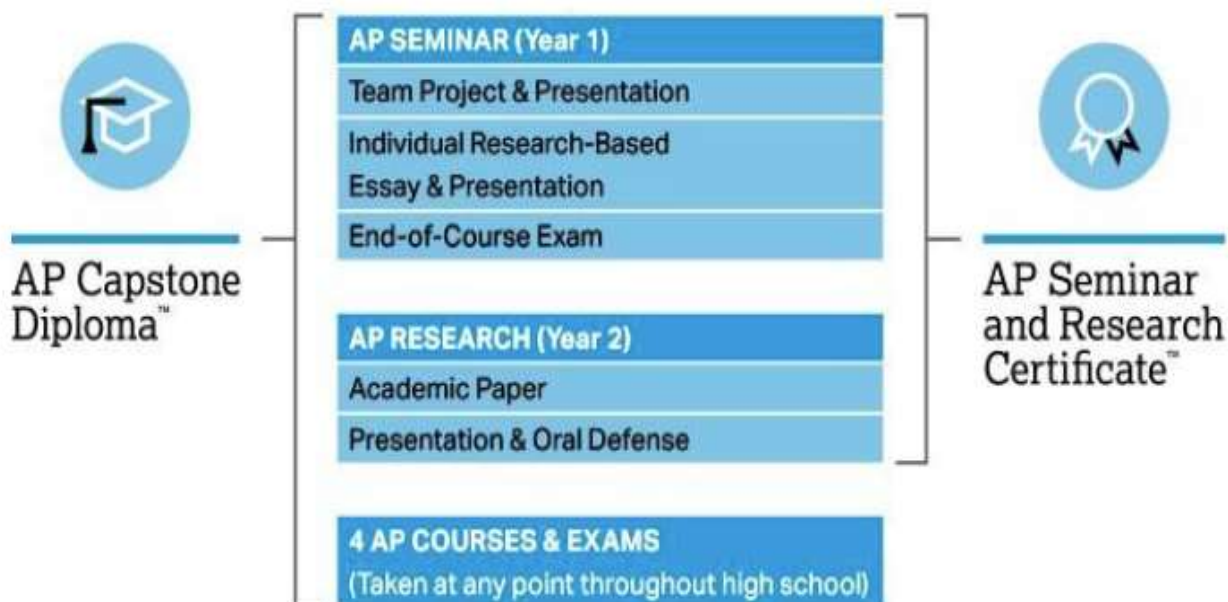 AP SEMINAR (Year 1)
Team Project & Presentation
Individual Research-Based
Essay & Presentation
End-of-Course Exam
AP Capstone
Diploma™
AP Seminar
and Research
Certificate™
AP RESEARCH (Year 2)
Academic Paper
Presentation & Oral Defense
4 AP COURSES & EXAMS
(Taken at any point throughout high school)